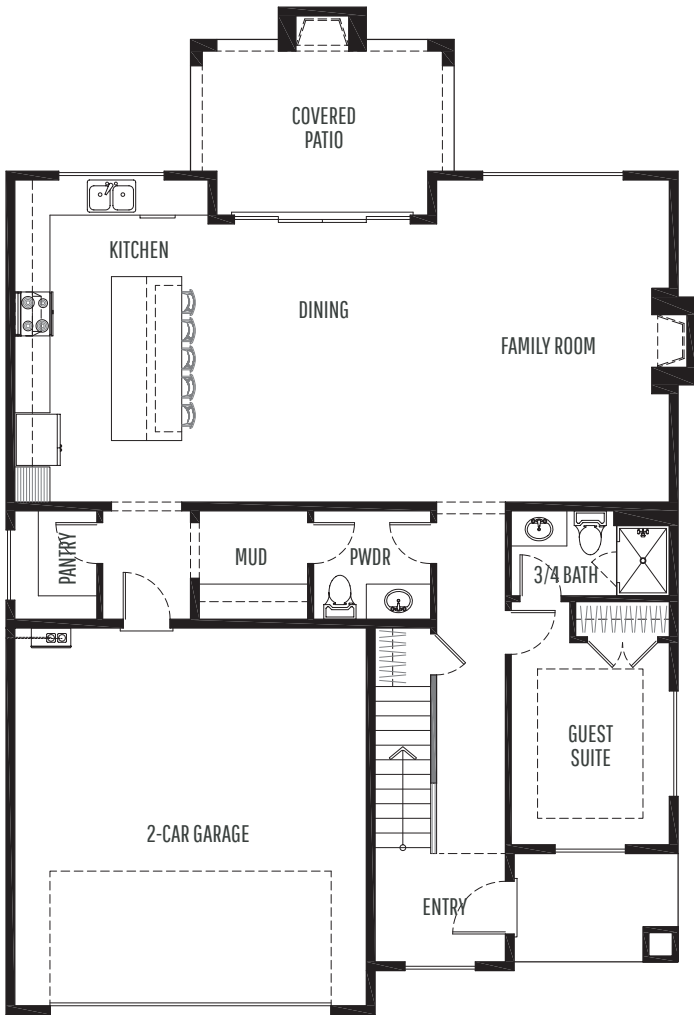 COVERED
PATIO
KITCHEN
DINING
FAMILY ROOM
PANTRY
MUD
PWDR
3/4 BATH
GUEST
SUITE
2-CAR GARAGE
ENTRY